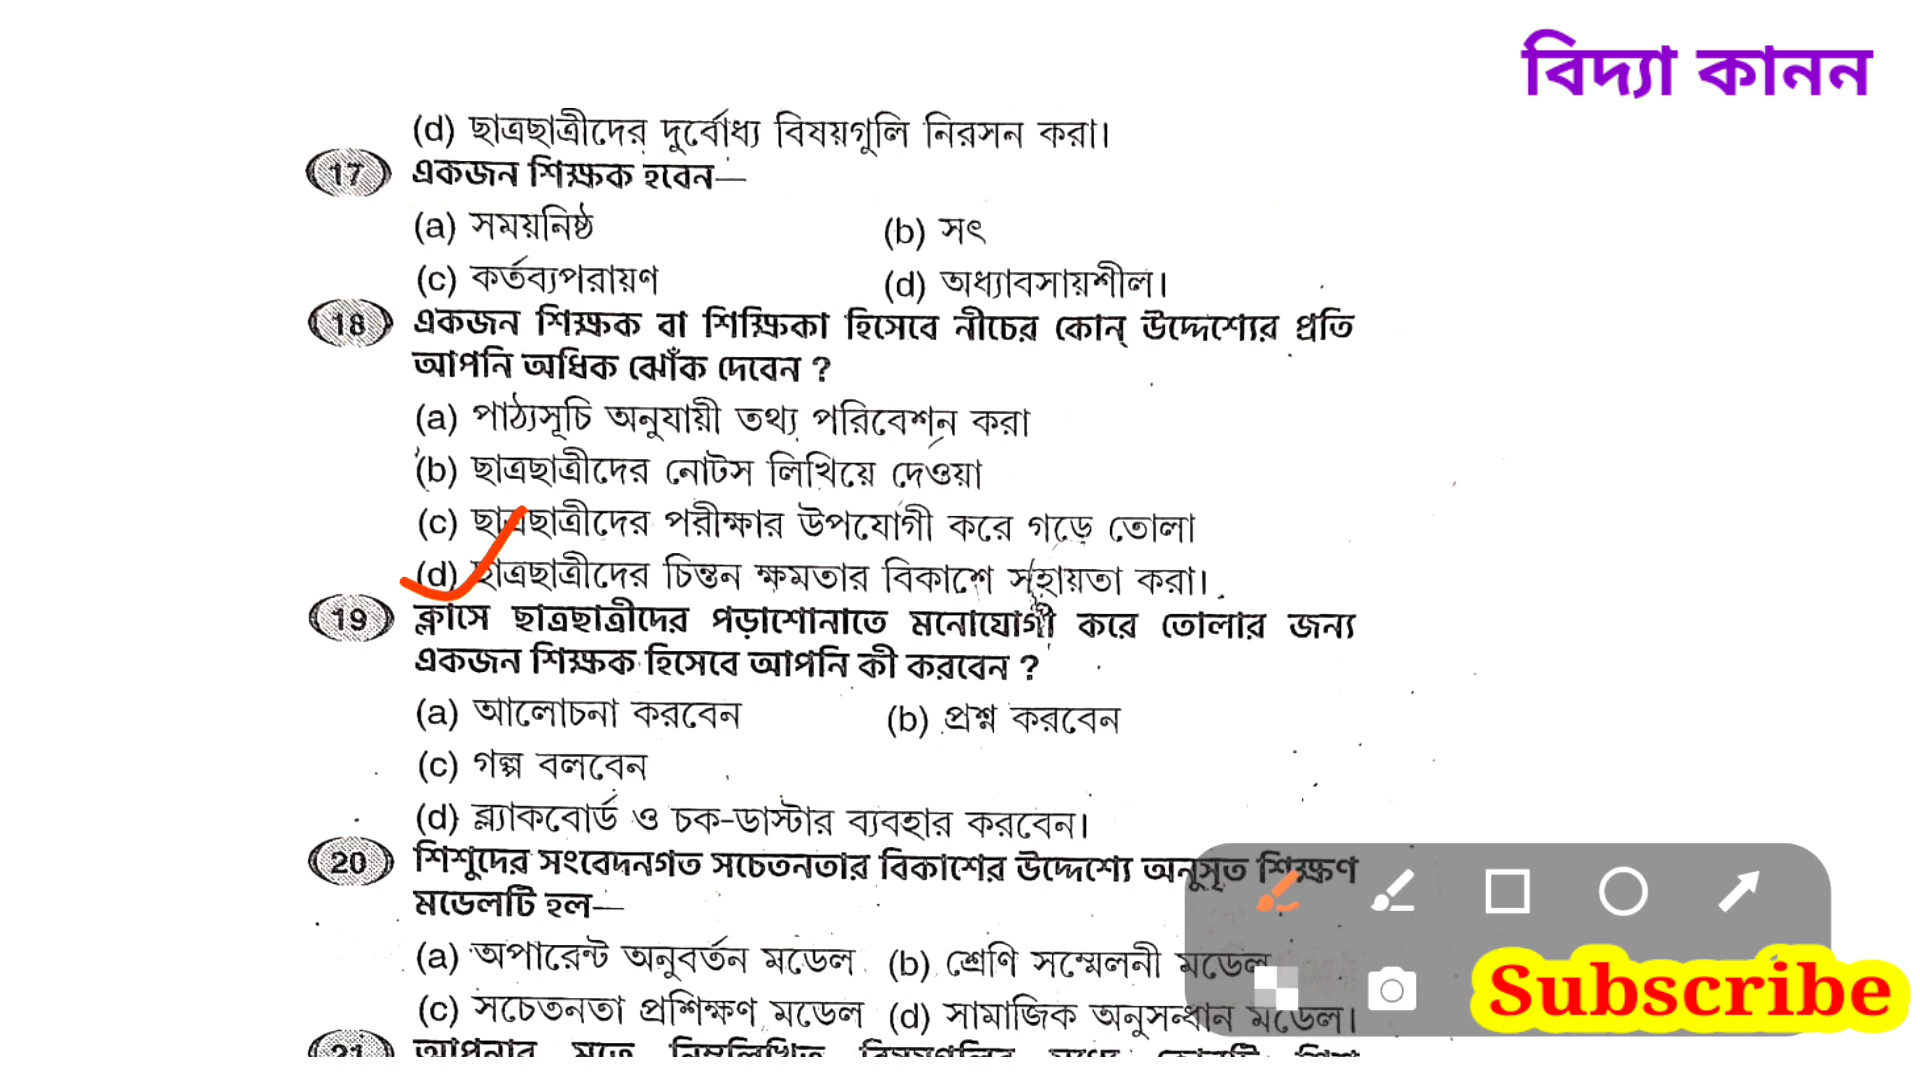 বিদ্যা কানন
(d) ছাত্রছাত্রীদের দুর্বোধ্য বিষয়গুলি নিরসন করা।
17 একজন শিক্ষক হবেন—
(a) সময়নিষ্ঠ (b) সৎ
(c) কর্তব্যপরায়ণ (d) অধ্যাবসায়শীল।
18 একজন শিক্ষক বা শিক্ষিকা হিসেবে নীচের কোন্ উদ্দেশ্যের প্রতি
আপনি অধিক ঝোঁক দেবেন ?
(a) পাঠ্যসূচি অনুযায়ী তথ্য পরিবেশন করা
(b) ছাত্রছাত্রীদের নোটস লিখিয়ে দেওয়া
(c) ছাত্রছাত্রীদের পরীক্ষার উপযোগী করে গড়ে তোলা
(d) ছাত্রছাত্রীদের চিন্তন ক্ষমতার বিকাশে সহায়তা করা।
19 ক্লাসে ছাত্রছাত্রীদের পড়াশোনাতে মনোযোগী করে তোলার জন্য
একজন শিক্ষক হিসেবে আপনি কী করবেন ?
(a) আলোচনা করবেন (b) প্রশ্ন করবেন
(c) গল্প বলবেন
(d) ব্ল্যাকবোর্ড ও চক-ডাস্টার ব্যবহার করবেন।
20 শিশুদের সংবেদনগত সচেতনতার বিকাশের উদ্দেশ্যে অনুসৃত শিক্ষণ
মডেলটি হল—
(a) অপারেন্ট অনুবর্তন মডেল (b) শ্রেণি সম্মেলনী মডেল
(c) সচেতনতা প্রশিক্ষণ মডেল (d) সামাজিক অনুসন্ধান মডেল।
Subscribe
21 আপনার মতে নিম্নলিখিত